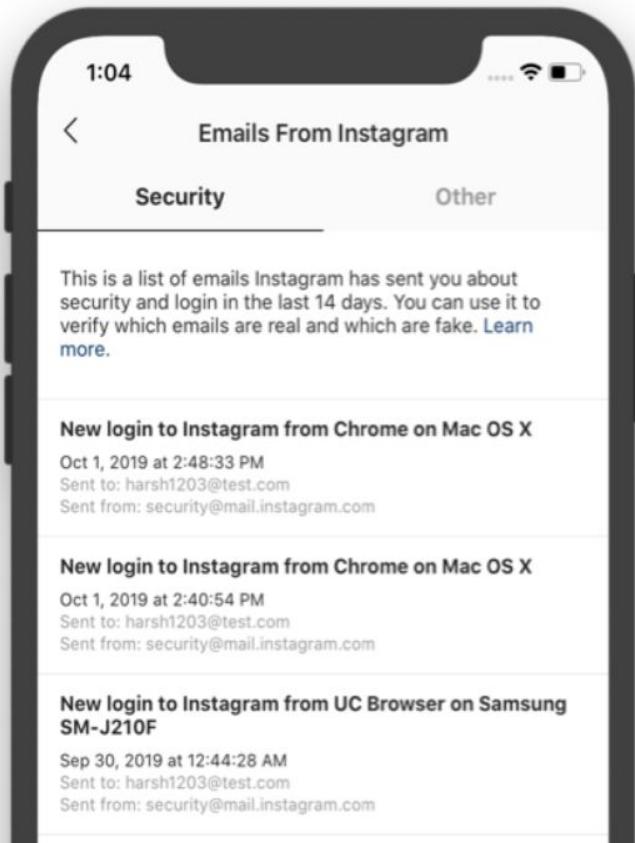 1:04
Emails From Instagram
Security
Other
This is a list of emails Instagram has sent you about
security and login in the last 14 days. You can use it to
verify which emails are real and which are fake. Learn
more.
New login to Instagram from Chrome on Mac OS X
Oct 1, 2019 at 2:48:33 PM
Sent to: harsh1203@test.com
Sent from: security@mail.instagram.com
New login to Instagram from Chrome on Mac OS X
Oct 1, 2019 at 2:40:54 PM
Sent to: harsh1203@test.com
Sent from: security@mail.instagram.com
New login to Instagram from UC Browser on Samsung
SM-J210F
Sep 30, 2019 at 12:44:28 AM
Sent to: harsh1203@test.com
Sent from: security@mail.instagram.com